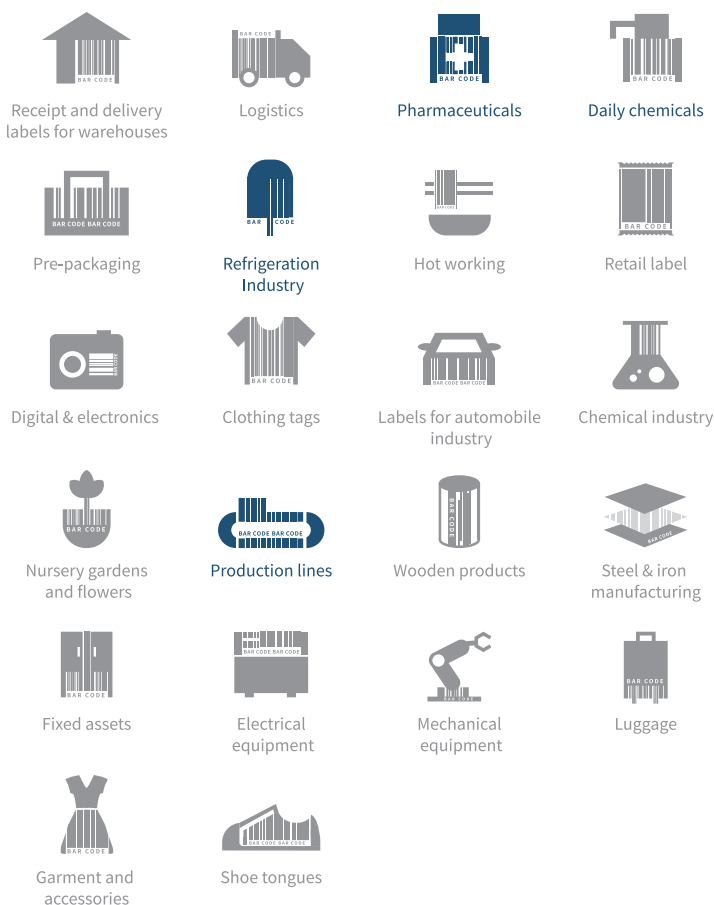 BAR CODE
Receipt and delivery
labels for warehouses
BAR CODE
Logistics
BAR CODE
Pharmaceuticals
BAR CODE
Daily chemicals
BAR CODE BAR CODE
Pre-packaging
BAR CODE
Refrigeration
Industry
BAR CODE
Hot working
BAR CODE
Retail label
BAR CODE
Digital & electronics
BAR CODE
Clothing tags
BAR CODE BAR CODE
Labels for automobile
industry
Chemical industry
BAR CODE
Nursery gardens
and flowers
BAR CODE BAR CODE
Production lines
BAR CODE
Wooden products
BAR CODE
Steel & iron
manufacturing
BAR CODE
Fixed assets
BAR CODE BAR CODE
Electrical
equipment
BAR CODE
Mechanical
equipment
BAR CODE
Luggage
BAR CODE
Garment and
accessories
BAR CODE BAR CODE
Shoe tongues